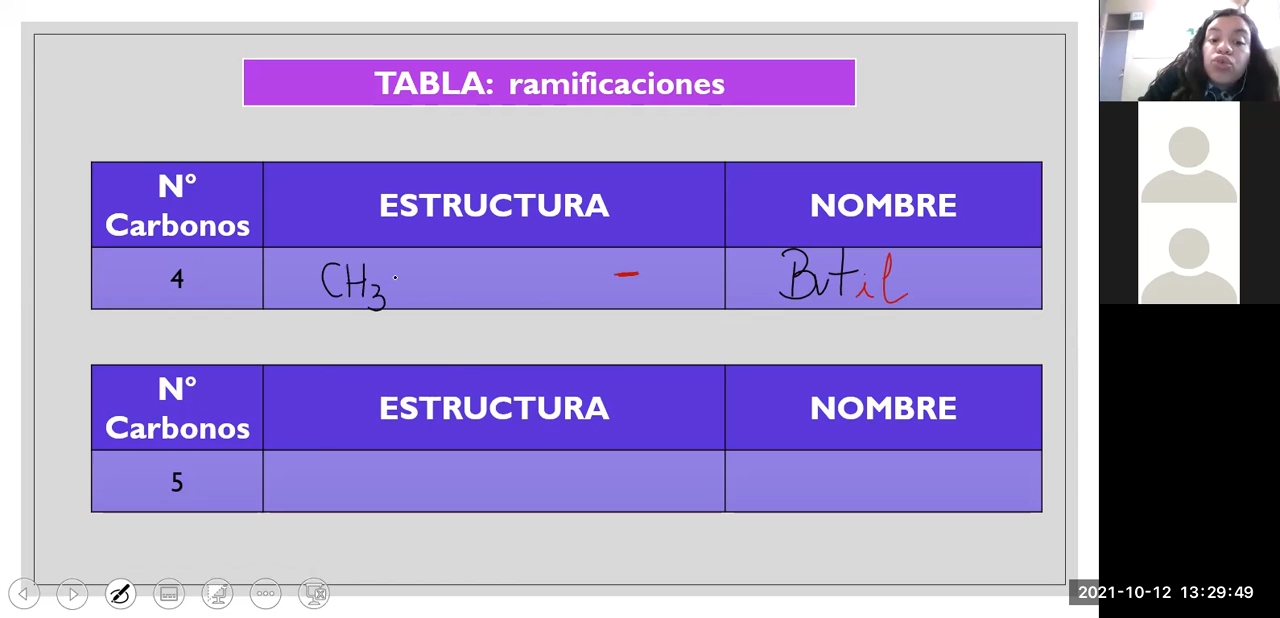 TABLA: ramificaciones
N° Carbonos ESTRUCTURA NOMBRE
4 CH3 - Butil
N° Carbonos ESTRUCTURA NOMBRE
5
2021-10-12 13:29:49